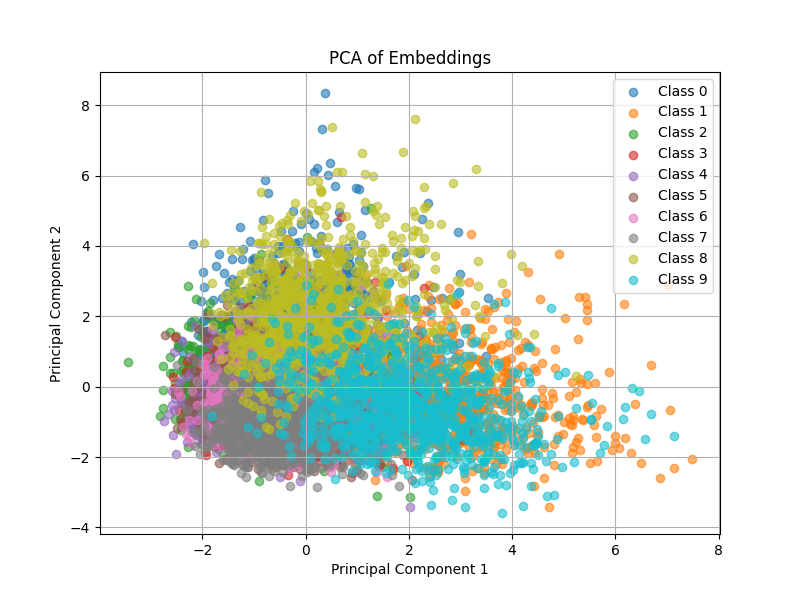 PCA of Embeddings
Class 0
Class 1
Class 2
Class 3
Class 4
Class 5
Class 6
Class 7
Class 8
Class 9
8
6
4
2
0
−2
−4
Principal Component 2
−2
0
2
4
6
8
Principal Component 1